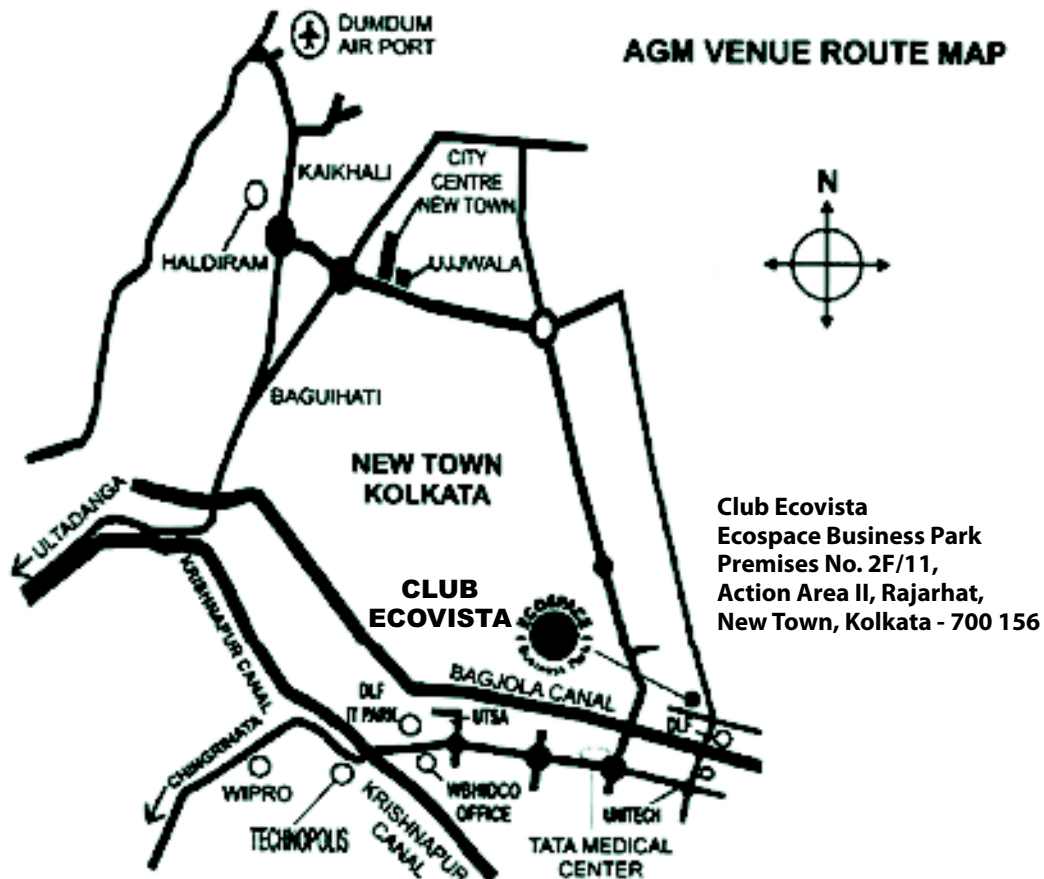 DUMDUM
AIR PORT
AGM VENUE ROUTE MAP
KAIKHALI
CITY
CENTRE
NEW TOWN
N
HALDIRAM
UJJWALA
BAGUIHATI
NEW TOWN
KOLKATA
ULTADANGA
Club Ecovista
Ecospace Business Park
Premises No. 2F/11,
Action Area II, Rajarhat,
New Town, Kolkata - 700 156
CLUB
ECOVISTA
ECOSPACE
Business Park
KRISHNAPUR CANAL
BAGJOLA CANAL
DLF
IT PARK
UTSA
DLF
CHINGRIHATA
WIPRO
TECHNOPOLIS
KRISHNAPUR
CANAL
WBHIDCO
OFFICE
UNITECH
TATA MEDICAL
CENTER